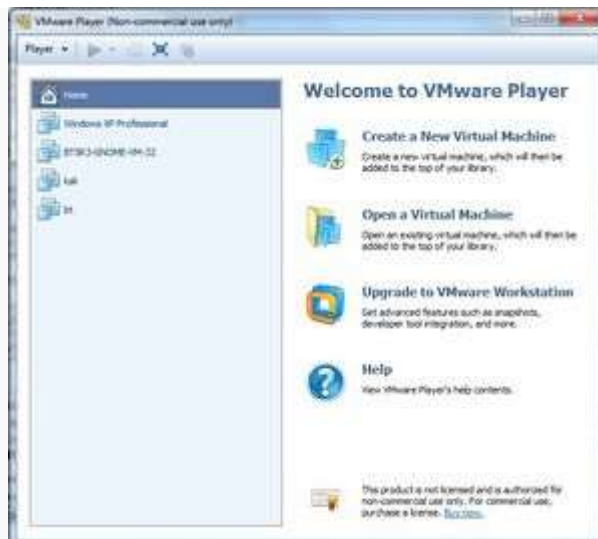 VMware Player (Non-commercial use only)
Player
Home
Windows XP Professional
BT5R3-GNOME-VM-32
kali
bt
Welcome to VMware Player
Create a New Virtual Machine
Create a new virtual machine, which will then be
added to the top of your library.
Open a Virtual Machine
Open an existing virtual machine, which will then be
added to the top of your library.
Upgrade to VMware Workstation
Get advanced features such as snapshots,
developer tool integration, and more.
Help
View VMware Player's help contents.
This product is not licensed and is authorized for
non-commercial use only. For commercial use,
purchase a license. Buy now.